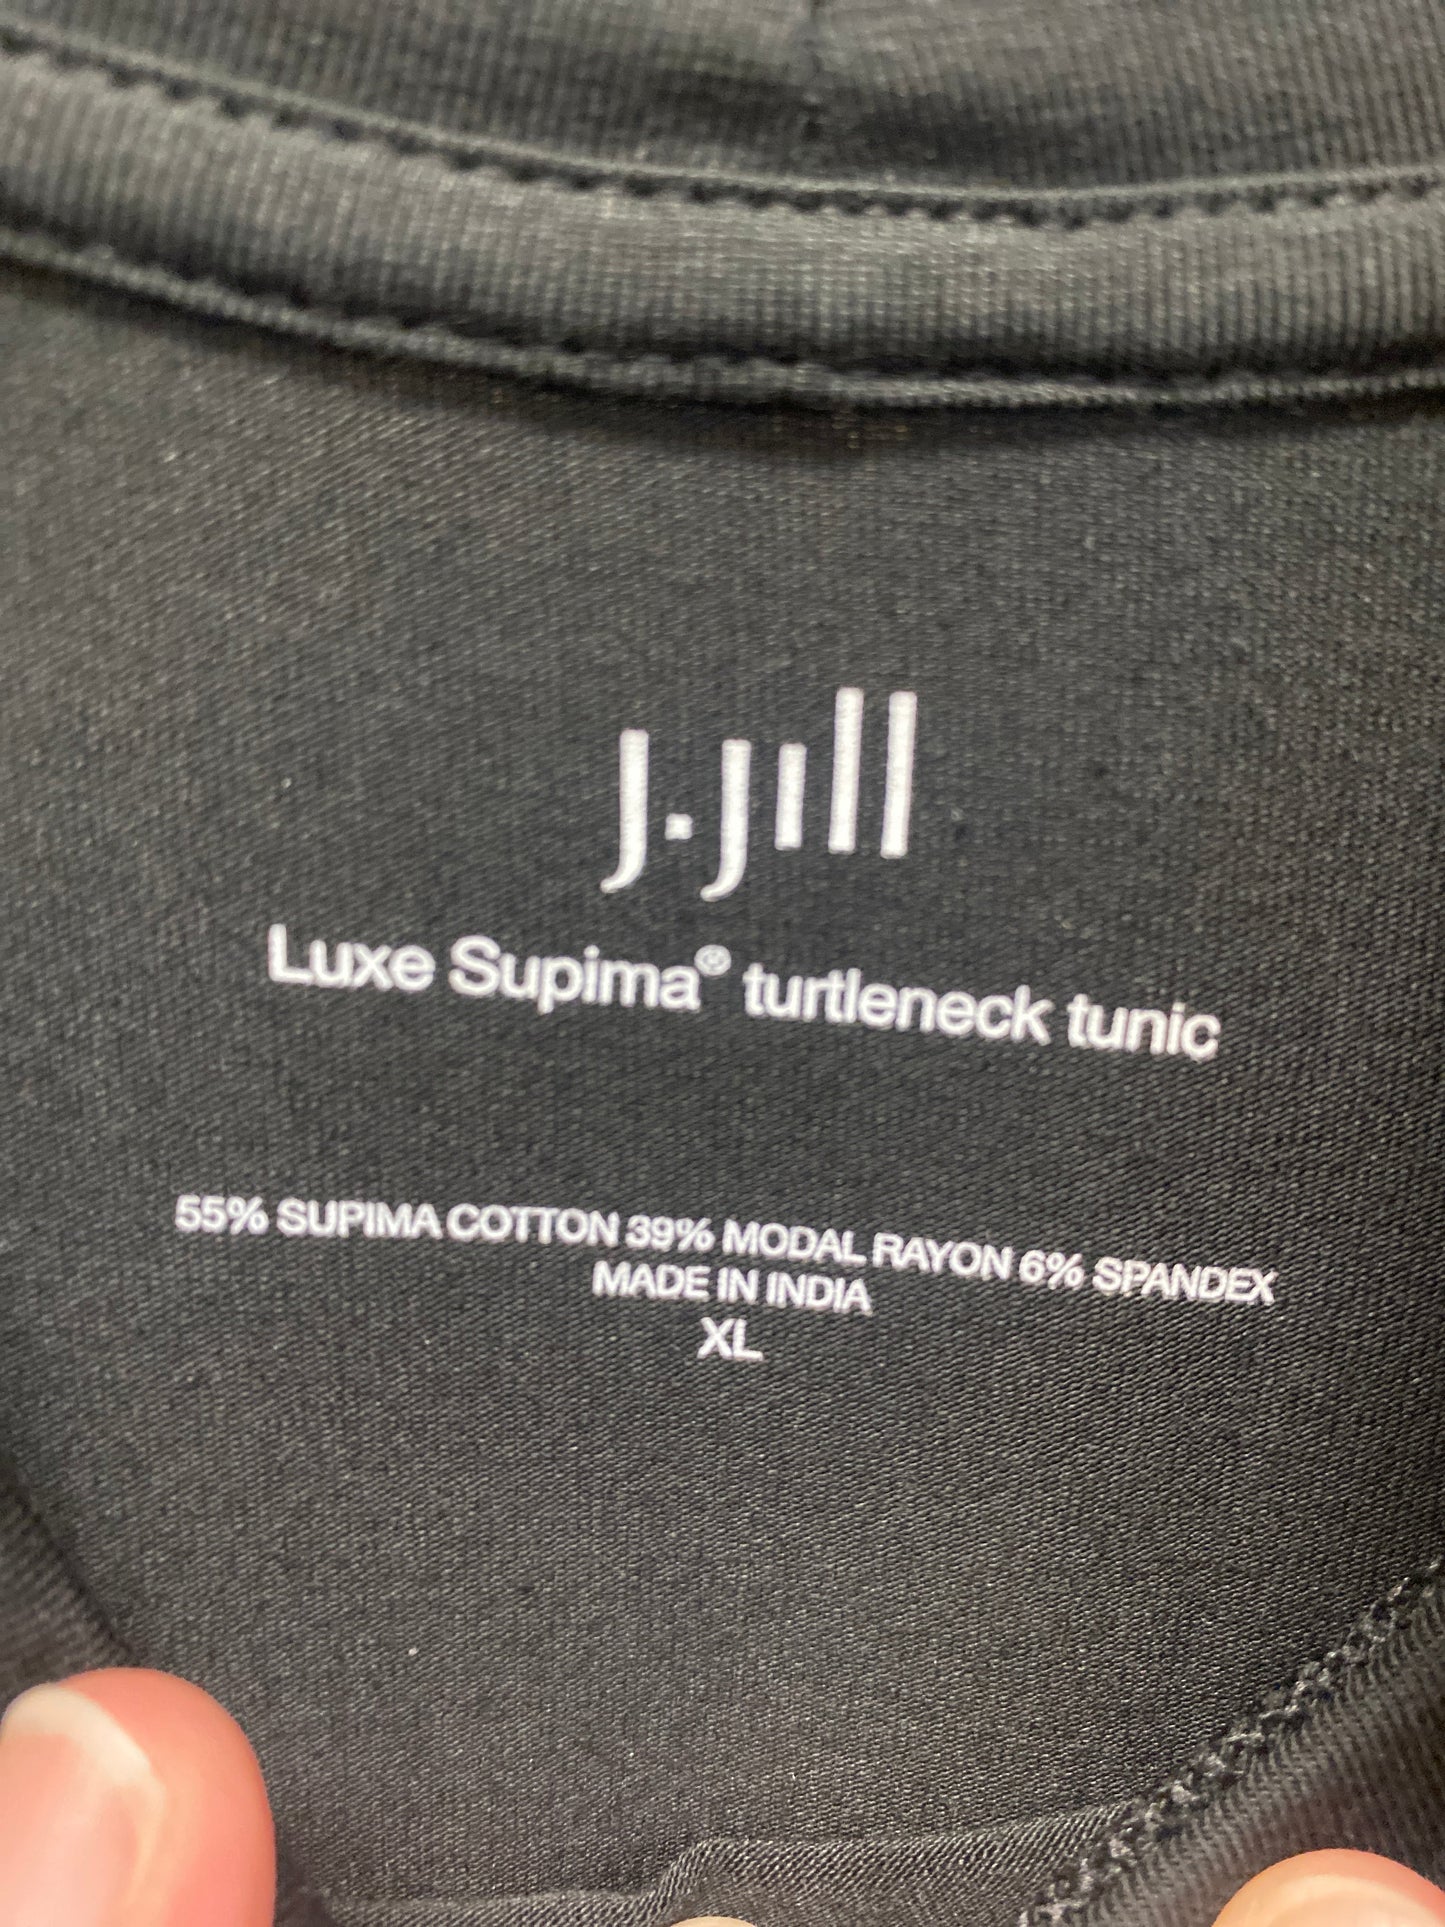 J.Jill
Luxe Supima® turtleneck tunic
55% SUPIMA COTTON 39% MODAL RAYON 6% SPANDEX
MADE IN INDIA
XL